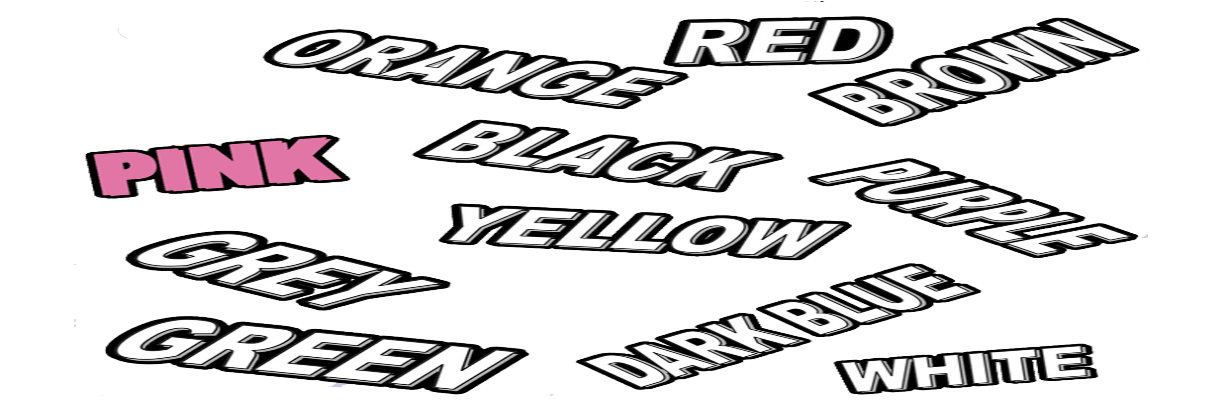 ORANGE
RED
BROWN
PINK
BLACK
PURPLE
YELLOW
GREY
GREEN
DARK BLUE
WHITE